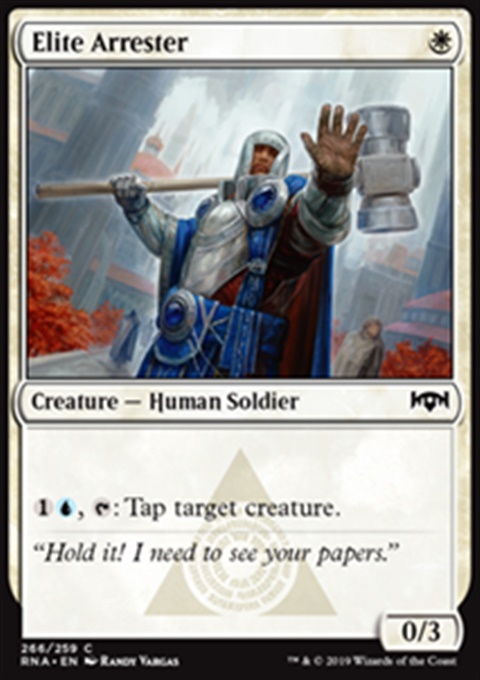 Elite Arrester
Creature — Human Soldier
1, : Tap target creature.
“Hold it! I need to see your papers.”
0/3
266/259 C
RNA • EN Randy Vargas
™ & © 2019 Wizards of the Coast